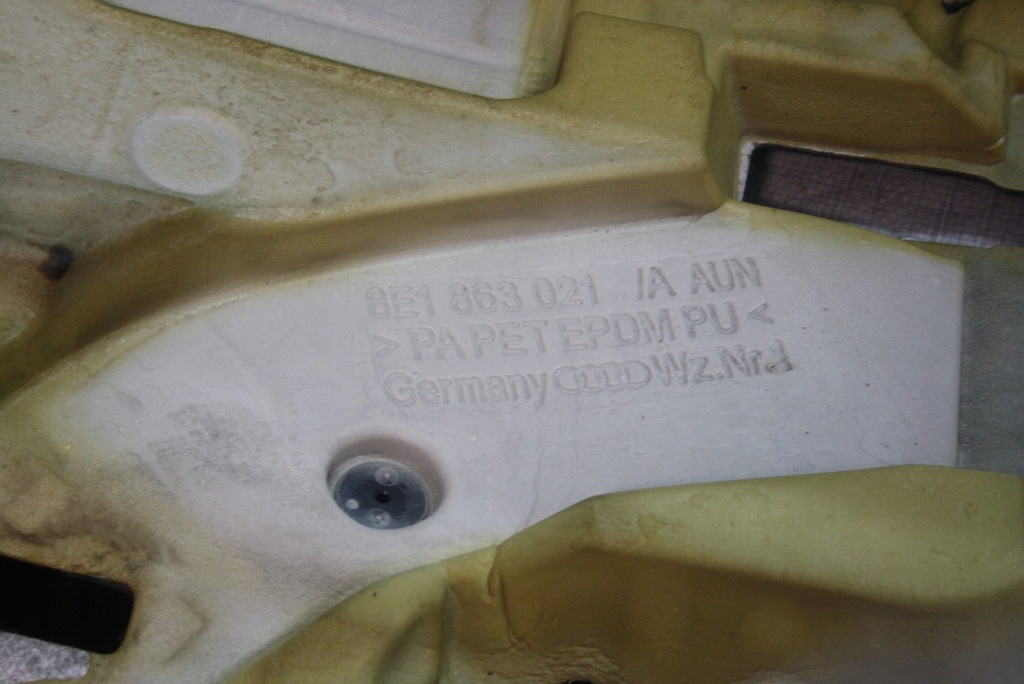 8E1 863 021 /A AUN
>PA PET EPDM PU<
Germany Wz.Nr.1